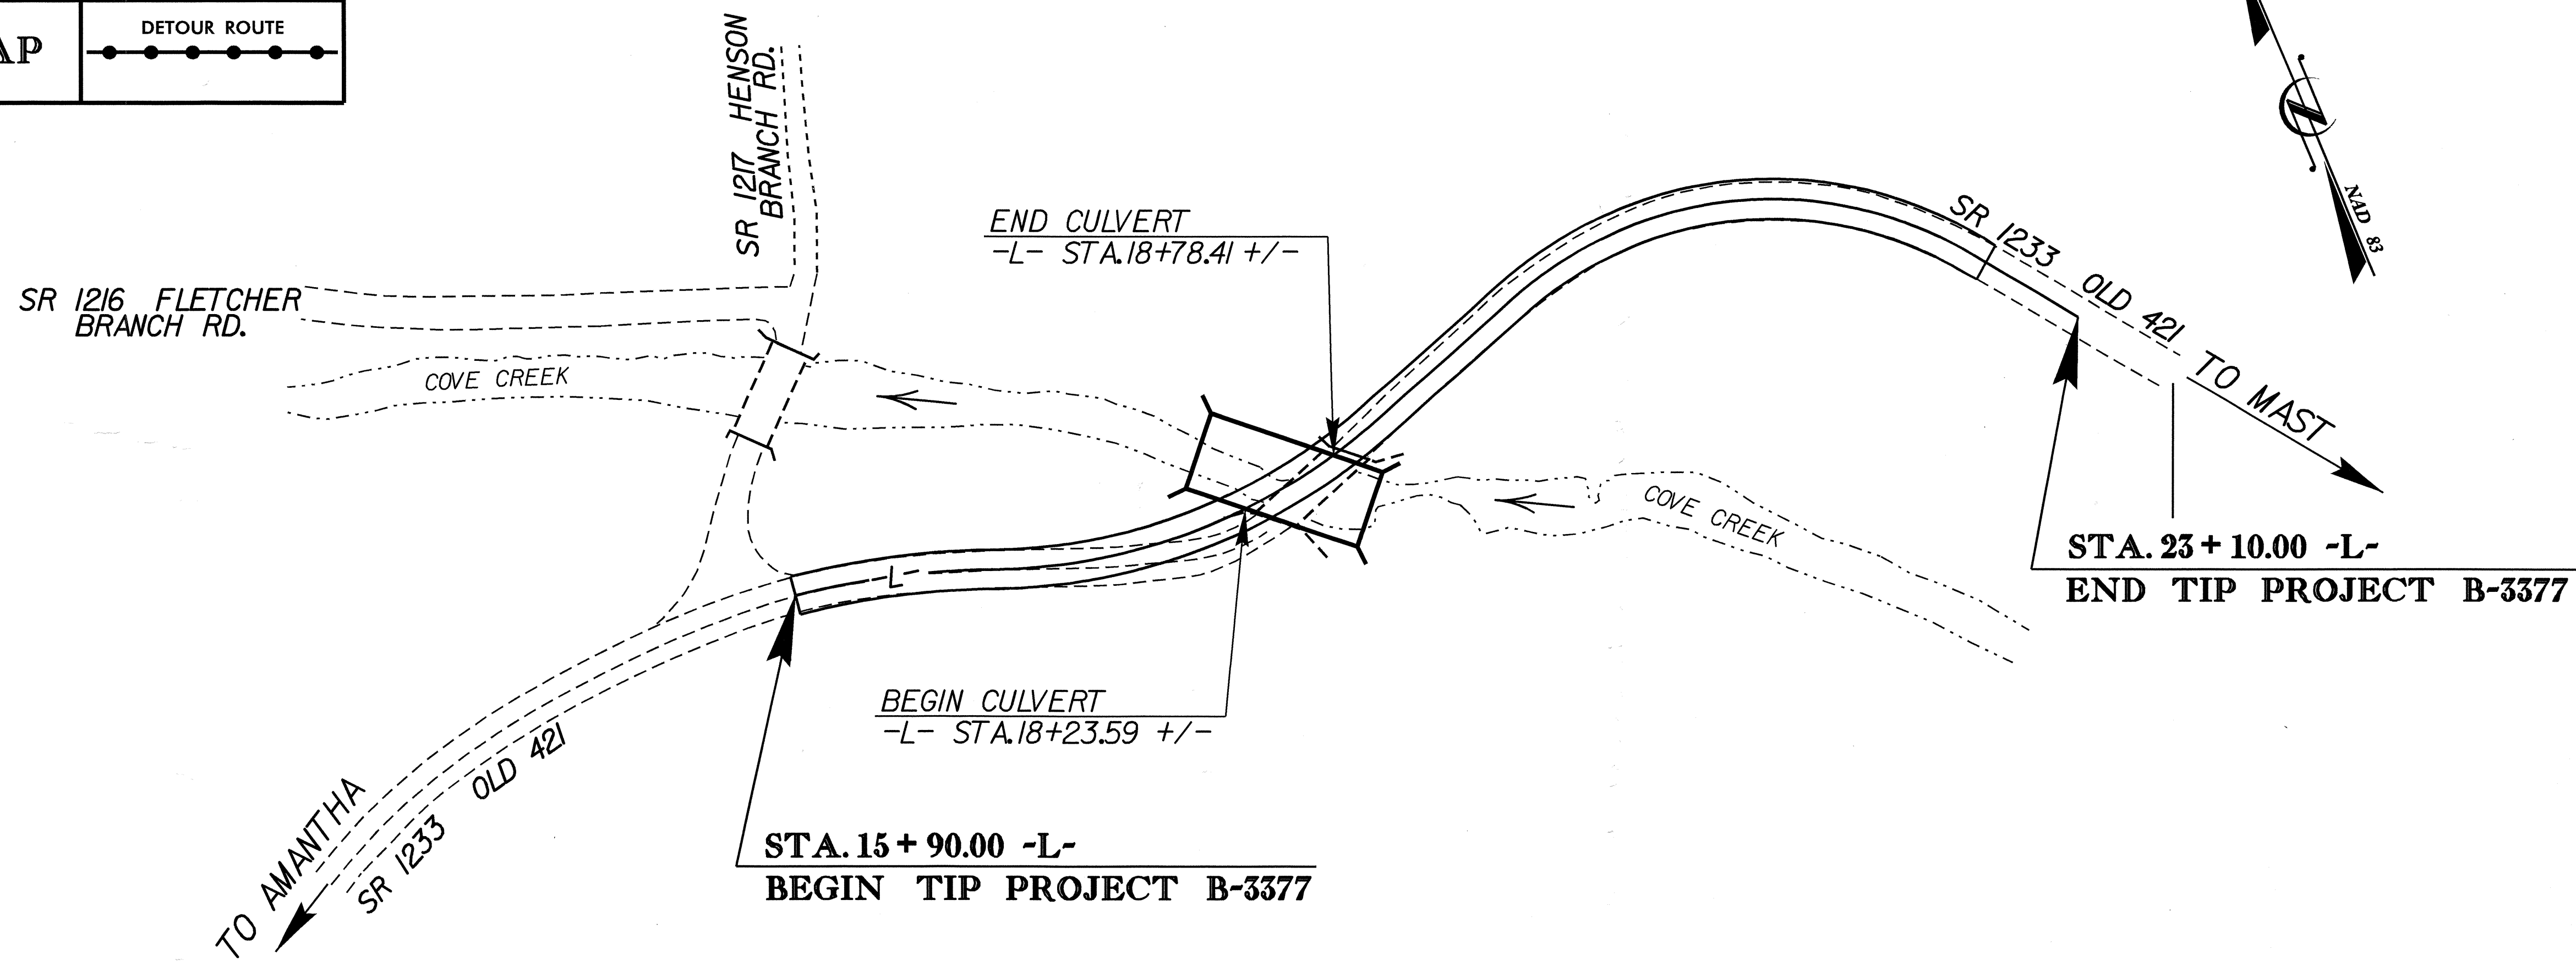 DETOUR ROUTE
SR 1217 HENSON
BRANCH RD.
SR 1216 FLETCHER
BRANCH RD.
COVE CREEK
END CULVERT
-L- STA.18+78.41 +/-
SR 1233 OLD 421
TO MAST
NAD 83
COVE CREEK
STA. 23 + 10.00 -L-
END TIP PROJECT B-3377
L
BEGIN CULVERT
-L- STA.18+23.59 +/-
STA. 15 + 90.00 -L-
BEGIN TIP PROJECT B-3377
TO AMANTHA
SR 1233 OLD 421